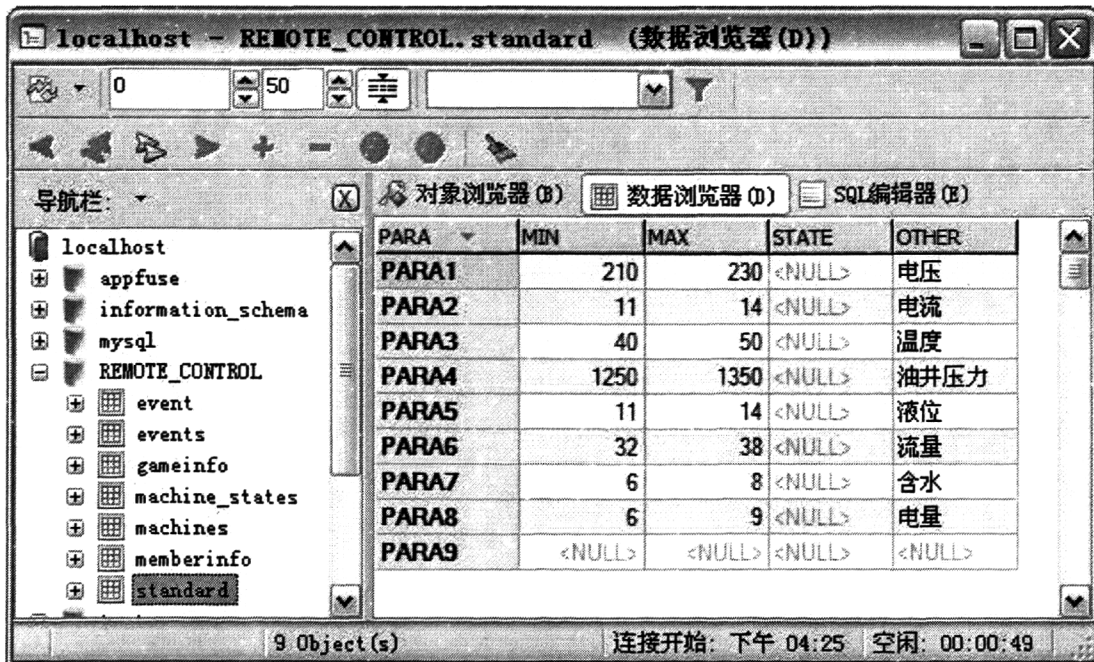 localhost - REMOTE_CONTROL.standard (数据浏览器(D))
0 50
导航栏:
对象浏览器(B) 数据浏览器(D) SQL编辑器(E)
localhost
appfuse
information_schema
mysql
REMOTE_CONTROL
event
events
gameinfo
machine_states
machines
memberinfo
standard
PARA MIN MAX STATE OTHER
PARA1 210 230 <NULL> 电压
PARA2 11 14 <NULL> 电流
PARA3 40 50 <NULL> 温度
PARA4 1250 1350 <NULL> 油井压力
PARA5 11 14 <NULL> 液位
PARA6 32 38 <NULL> 流量
PARA7 6 8 <NULL> 含水
PARA8 6 9 <NULL> 电量
PARA9 <NULL> <NULL> <NULL> <NULL>
9 Object(s) 连接开始: 下午 04:25 空闲: 00:00:49